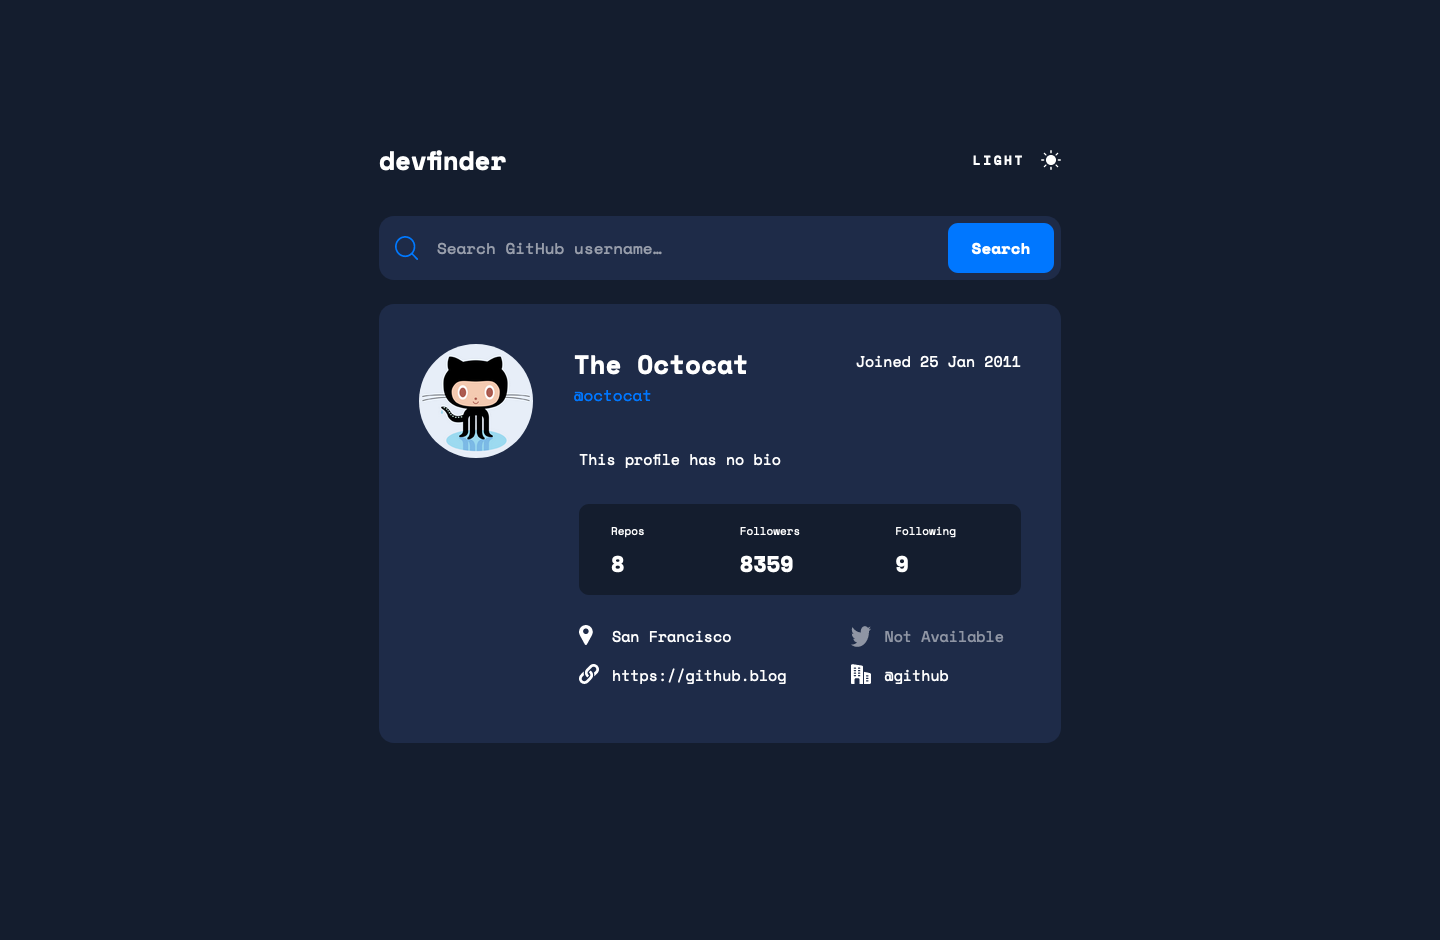 devfinder
LIGHT
Search GitHub username…
Search
The Octocat
Joined 25 Jan 2011
@octocat
This profile has no bio
Repos Followers Following
8 8359 9
San Francisco
Not Available
https://github.blog
@github